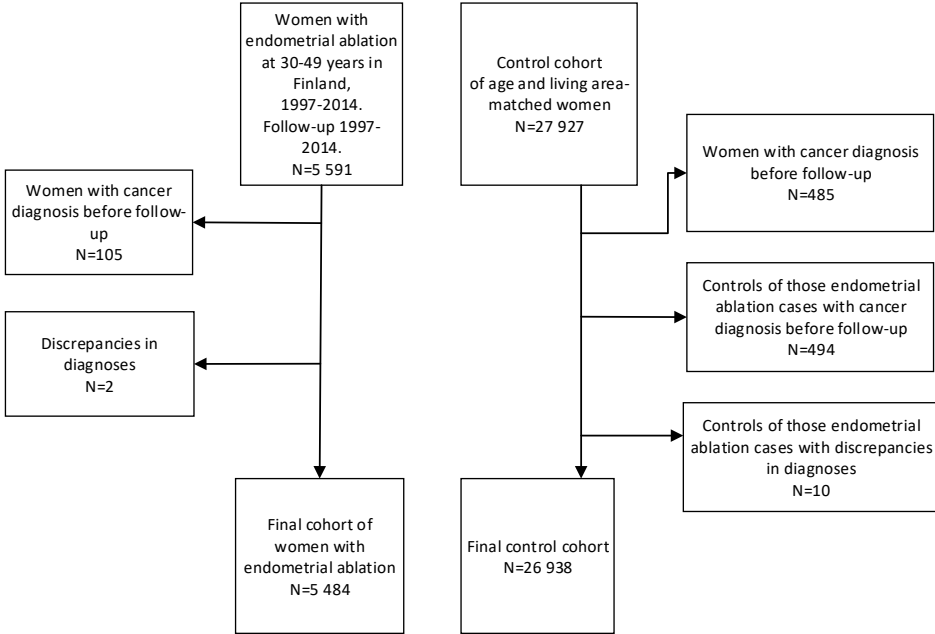 Women with
endometrial ablation
at 30-49 years in
Finland,
1997-2014.
Follow-up 1997-
2014.
N=5 591
Control cohort
of age and living area-
matched women
N=27 927
Women with cancer
diagnosis before follow-
up
N=105
Women with cancer diagnosis
before follow-up
N=485
Controls of those endometrial
ablation cases with cancer
diagnosis before follow-up
N=494
Discrepancies in
diagnoses
N=2
Controls of those endometrial
ablation cases with discrepancies
in diagnoses
N=10
Final cohort of
women with
endometrial ablation
N=5 484
Final control cohort
N=26 938